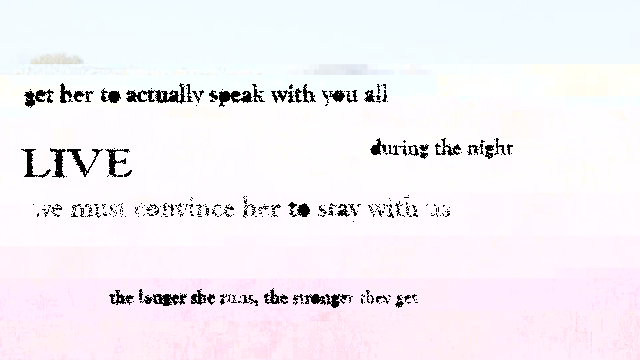 get her to actually speak with you all
during the night
LIVE
we must convince her to stay with us
the longer she runs, the stronger they get